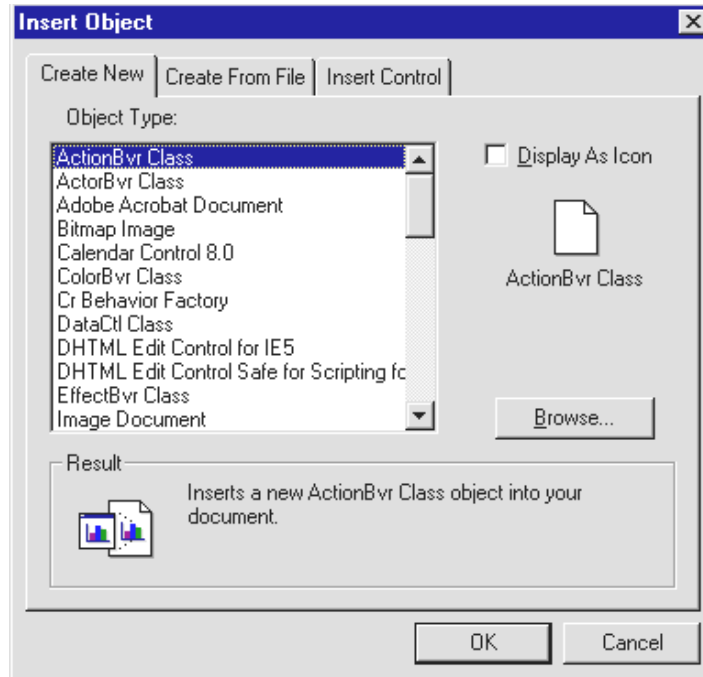 Insert Object
Create New Create From File Insert Control
Object Type:
ActionBvr Class
ActorBvr Class
Adobe Acrobat Document
Bitmap Image
Calendar Control 8.0
ColorBvr Class
Cr Behavior Factory
DataCtl Class
DHTML Edit Control for IE5
DHTML Edit Control Safe for Scripting fc
EffectBvr Class
Image Document
Display As Icon
ActionBvr Class
Browse...
Result
Inserts a new ActionBvr Class object into your
document.
OK Cancel